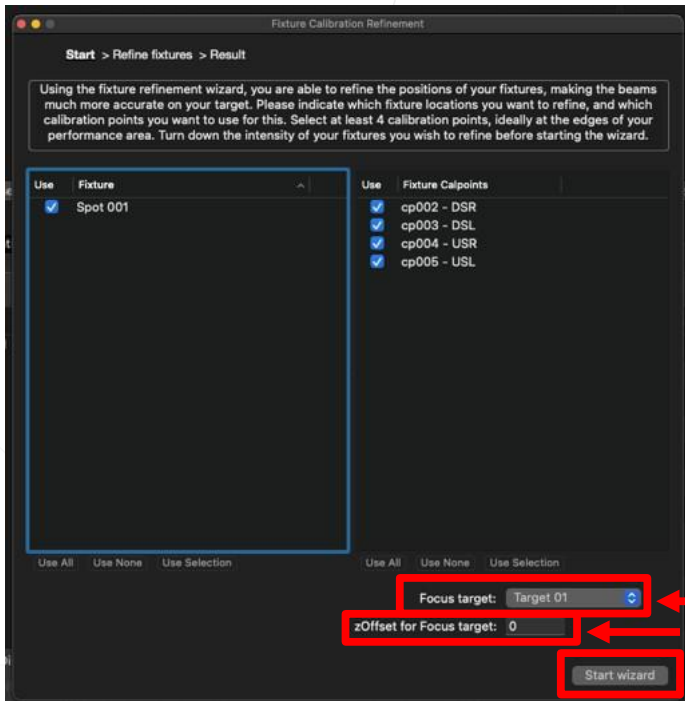 Fixture Calibration Refinement
Start > Refine fixtures > Result
Using the fixture refinement wizard, you are able to refine the positions of your fixtures, making the beams
much more accurate on your target. Please indicate which fixture locations you want to refine, and which
calibration points you want to use for this. Select at least 4 calibration points, ideally at the edges of your
performance area. Turn down the intensity of your fixtures you wish to refine before starting the wizard.
Use Fixture
Spot 001
Use Fixture Calpoints
cp002 - DSR
cp003 - DSL
cp004 - USR
cp005 - USL
Use All Use None Use Selection
Use All Use None Use Selection
Focus target: Target 01
zOffset for Focus target: 0
Start wizard